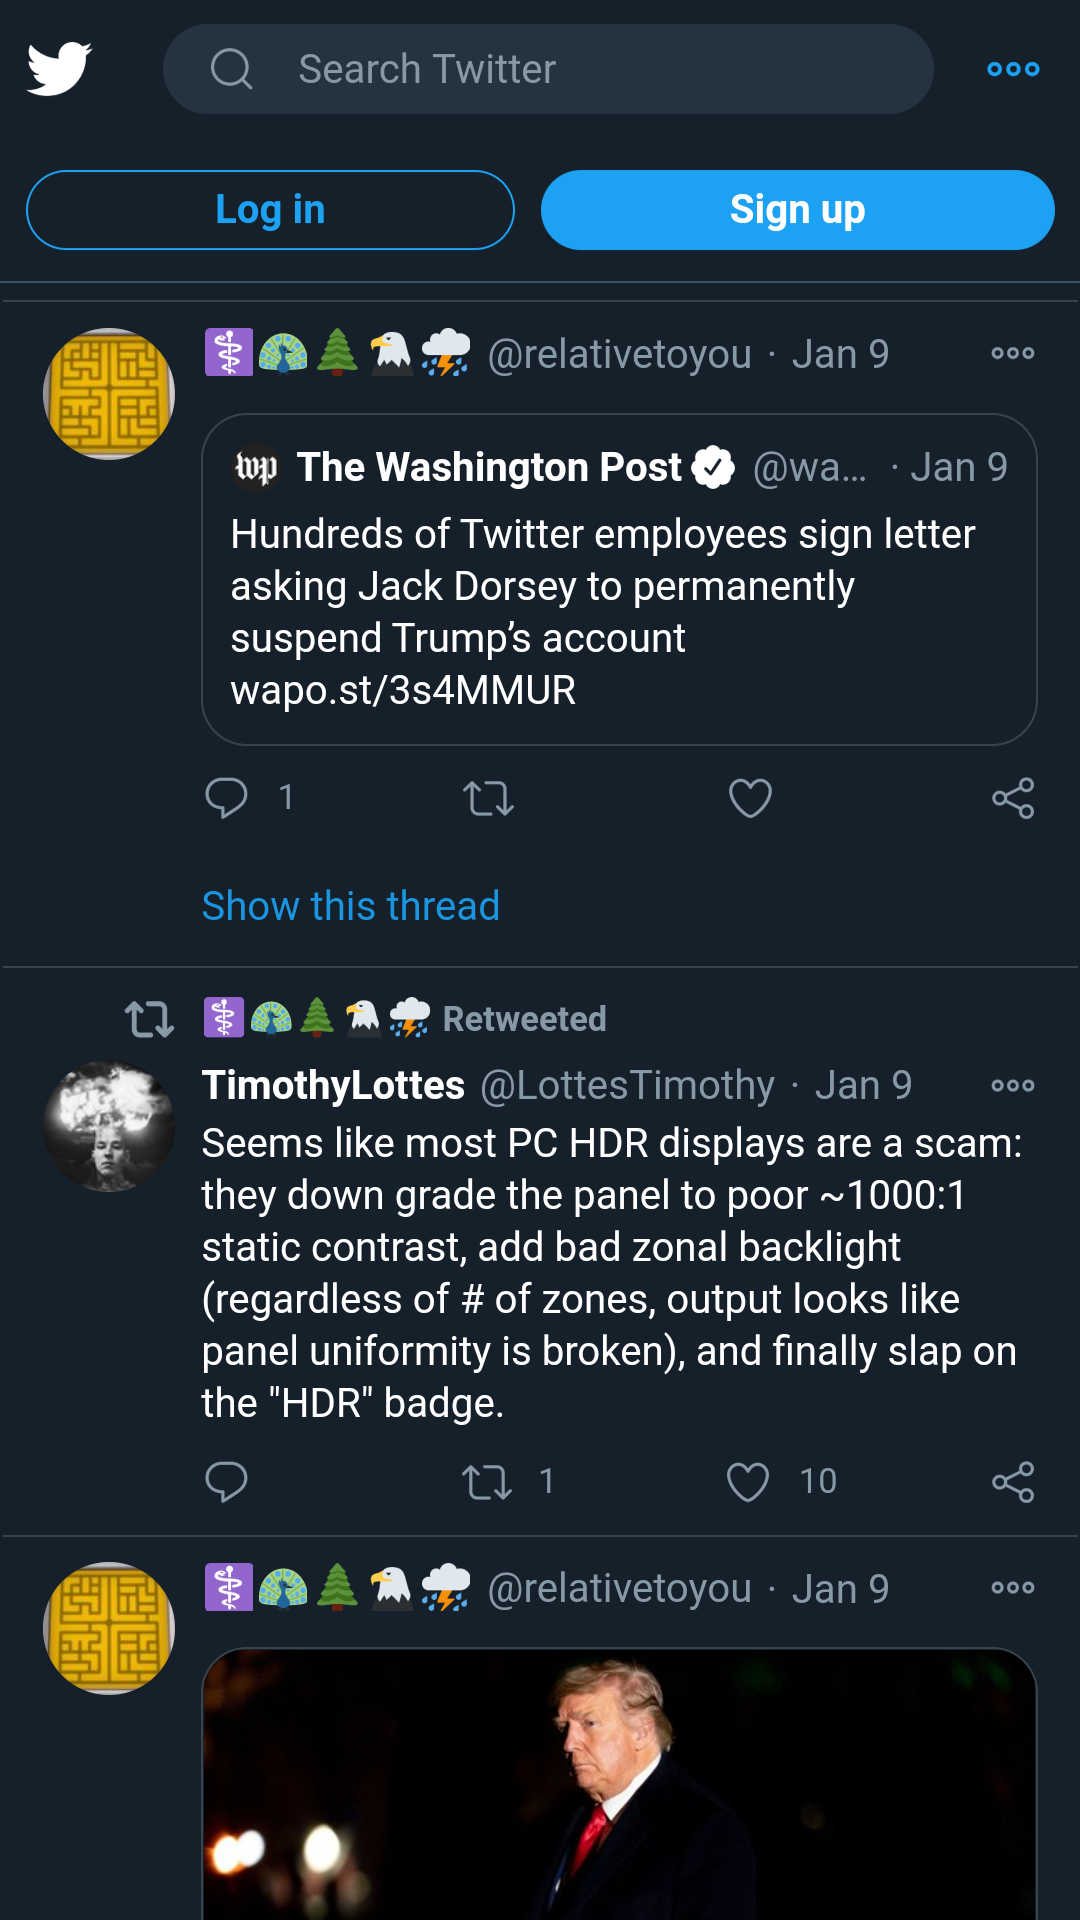 Search Twitter
Log in
Sign up
@relativetoyou · Jan 9
wp The Washington Post @wa... · Jan 9
Hundreds of Twitter employees sign letter
asking Jack Dorsey to permanently
suspend Trump’s account
wapo.st/3s4MMUR
1
Show this thread
Retweeted
TimothyLottes @LottesTimothy · Jan 9
Seems like most PC HDR displays are a scam:
they down grade the panel to poor ~1000:1
static contrast, add bad zonal backlight
(regardless of # of zones, output looks like
panel uniformity is broken), and finally slap on
the "HDR" badge.
1 10
@relativetoyou · Jan 9